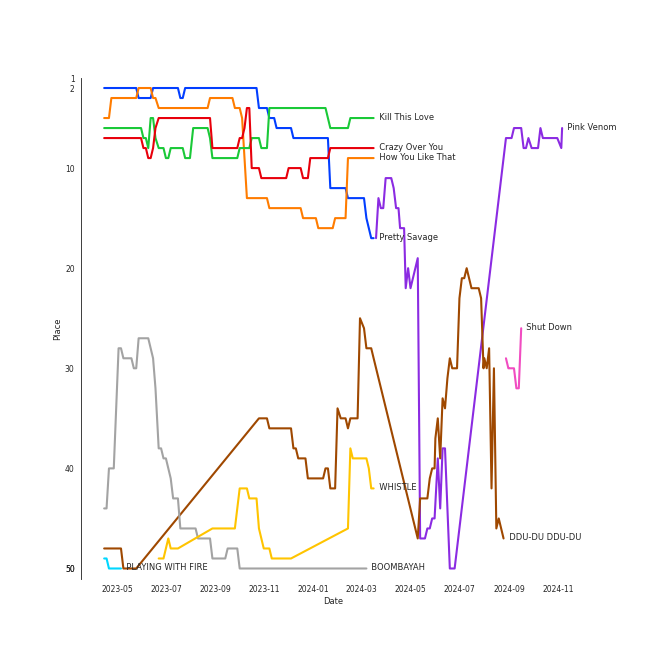 1
2
Pink Venom
Kill This Love
Crazy Over You
How You Like That
10
Pretty Savage
20
Place
Shut Down
30
40
WHISTLE
DDU-DU DDU-DU
50
PLAYING WITH FIRE
BOOMBAYAH
2023-05 2023-07 2023-09 2023-11 2024-01 2024-03 2024-05 2024-07 2024-09 2024-11
Date